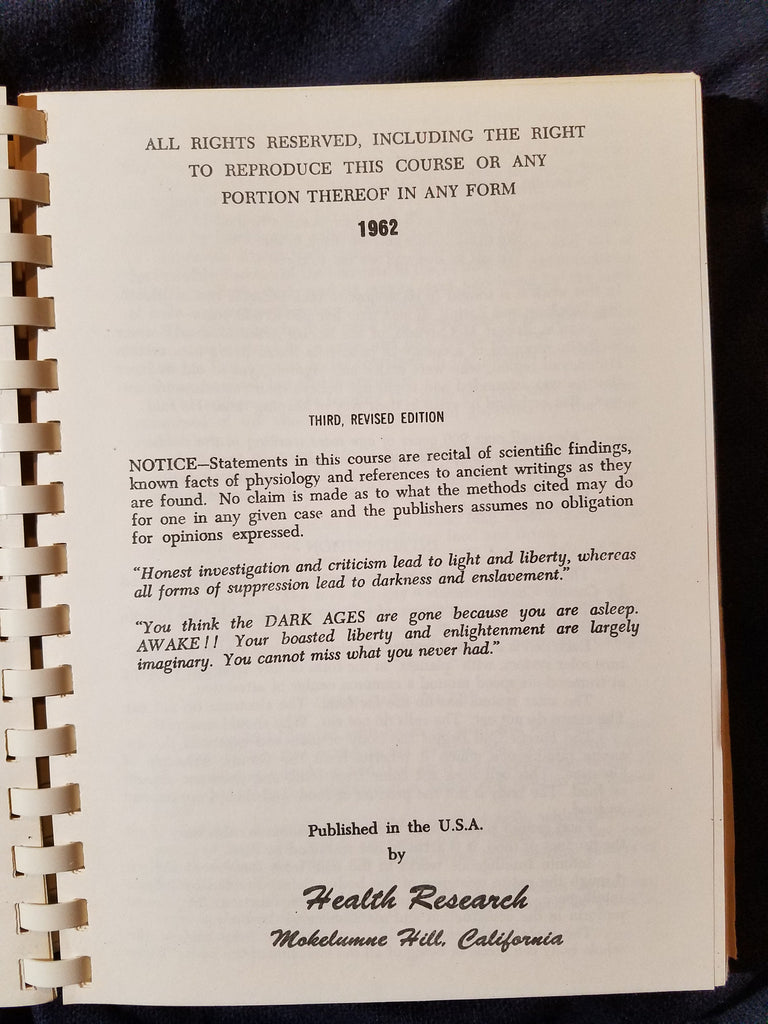 ALL RIGHTS RESERVED, INCLUDING THE RIGHT
TO REPRODUCE THIS COURSE OR ANY
PORTION THEREOF IN ANY FORM
1962
THIRD, REVISED EDITION
NOTICE—Statements in this course are recital of scientific findings,
known facts of physiology and references to ancient writings as they
are found. No claim is made as to what the methods cited may do
for one in any given case and the publishers assumes no obligation
for opinions expressed.
"Honest investigation and criticism lead to light and liberty, whereas
all forms of suppression lead to darkness and enslavement."
"You think the DARK AGES are gone because you are asleep.
AWAKE!! Your boasted liberty and enlightenment are largely
imaginary. You cannot miss what you never had."
Published in the U.S.A.
by
Health Research
Mokelumne Hill, California